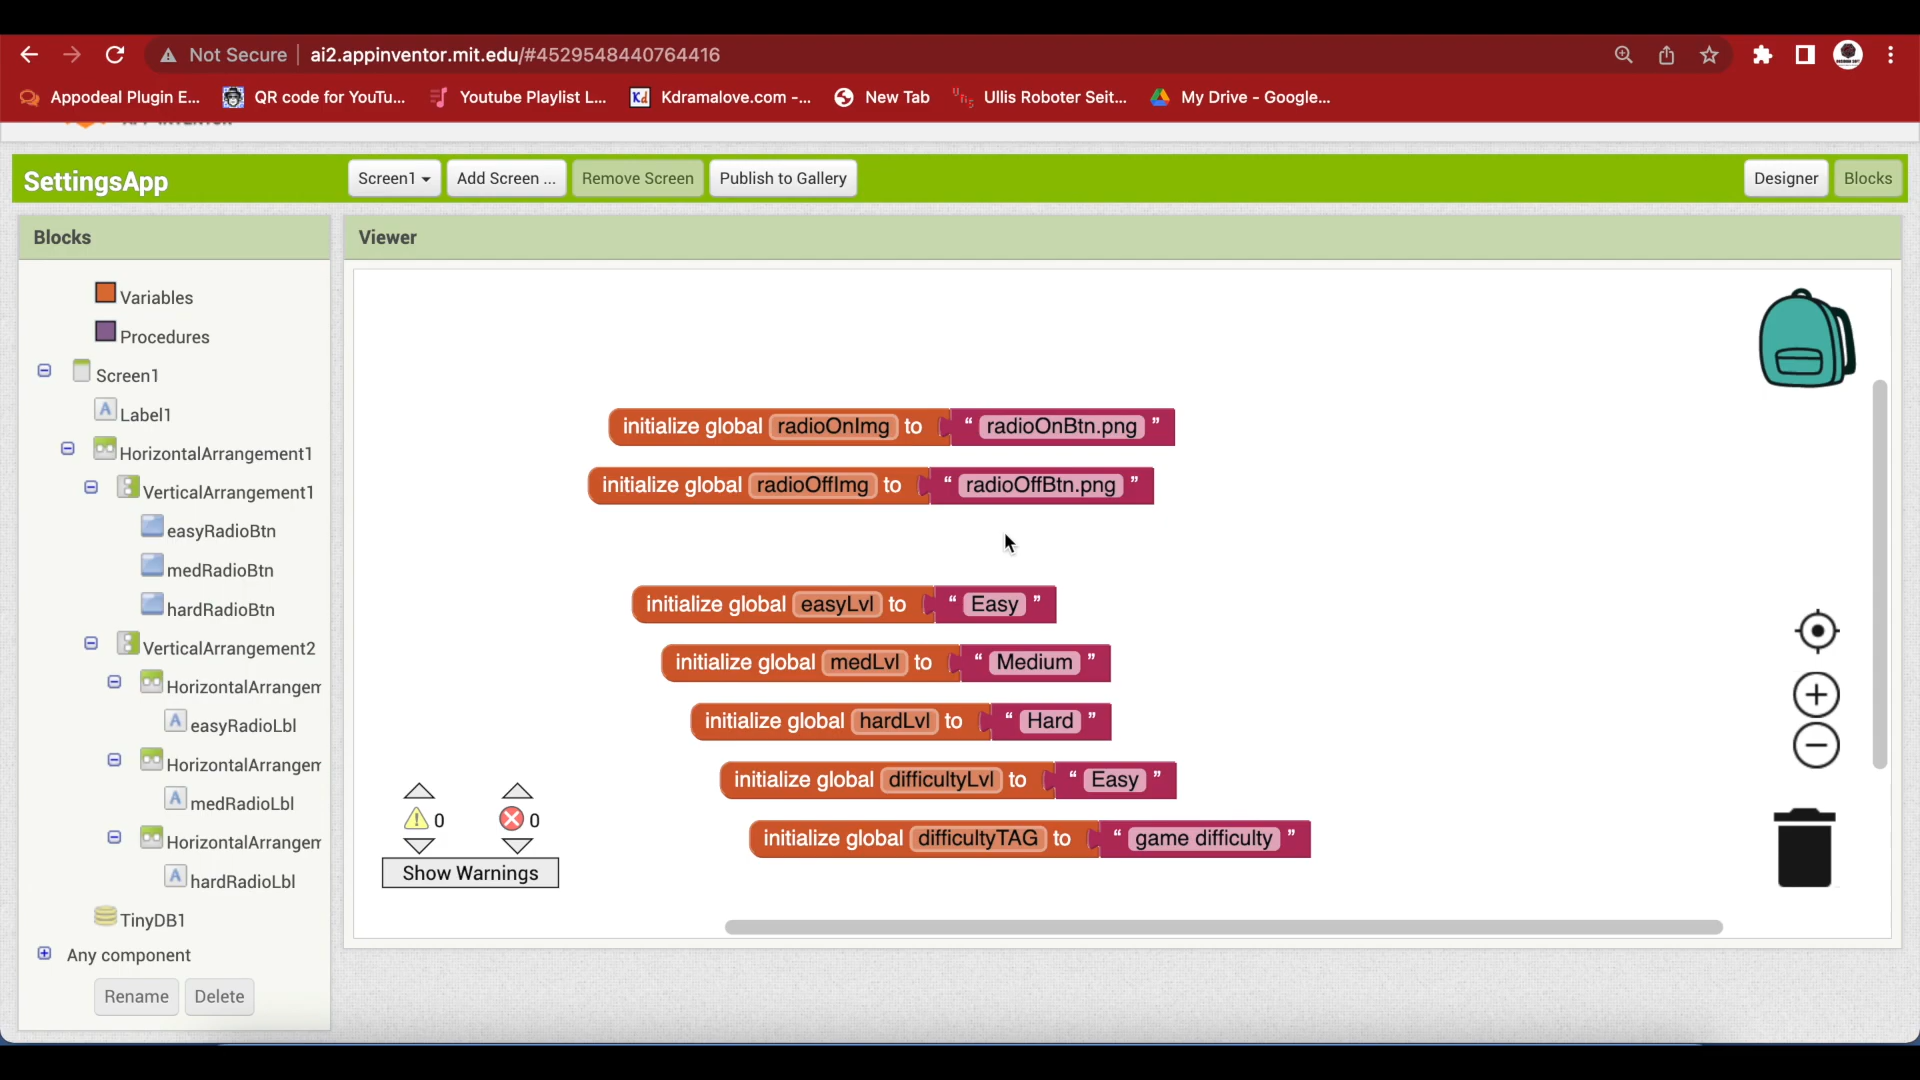 Not Secure | ai2.appinventor.mit.edu/#4529548440764416
Appodeal Plugin E... QR code for YouTu... Youtube Playlist L... Kdramalove.com -... New Tab Ullis Roboter Seit... My Drive - Google...
SettingsApp Screen1 Add Screen ... Remove Screen Publish to Gallery Designer Blocks
Blocks
Variables
Procedures
Screen1
Label1
HorizontalArrangement1
VerticalArrangement1
easyRadioBtn
medRadioBtn
hardRadioBtn
VerticalArrangement2
HorizontalArrangem
easyRadioLbl
HorizontalArrangem
medRadioLbl
HorizontalArrangem
hardRadioLbl
TinyDB1
Any component
Rename Delete
Viewer
initialize global radioOnImg to “ radioOnBtn.png ”
initialize global radioOffImg to “ radioOffBtn.png ”
initialize global easyLvl to “ Easy ”
initialize global medLvl to “ Medium ”
initialize global hardLvl to “ Hard ”
initialize global difficultyLvl to “ Easy ”
initialize global difficultyTAG to “ game difficulty ”
0 0
Show Warnings